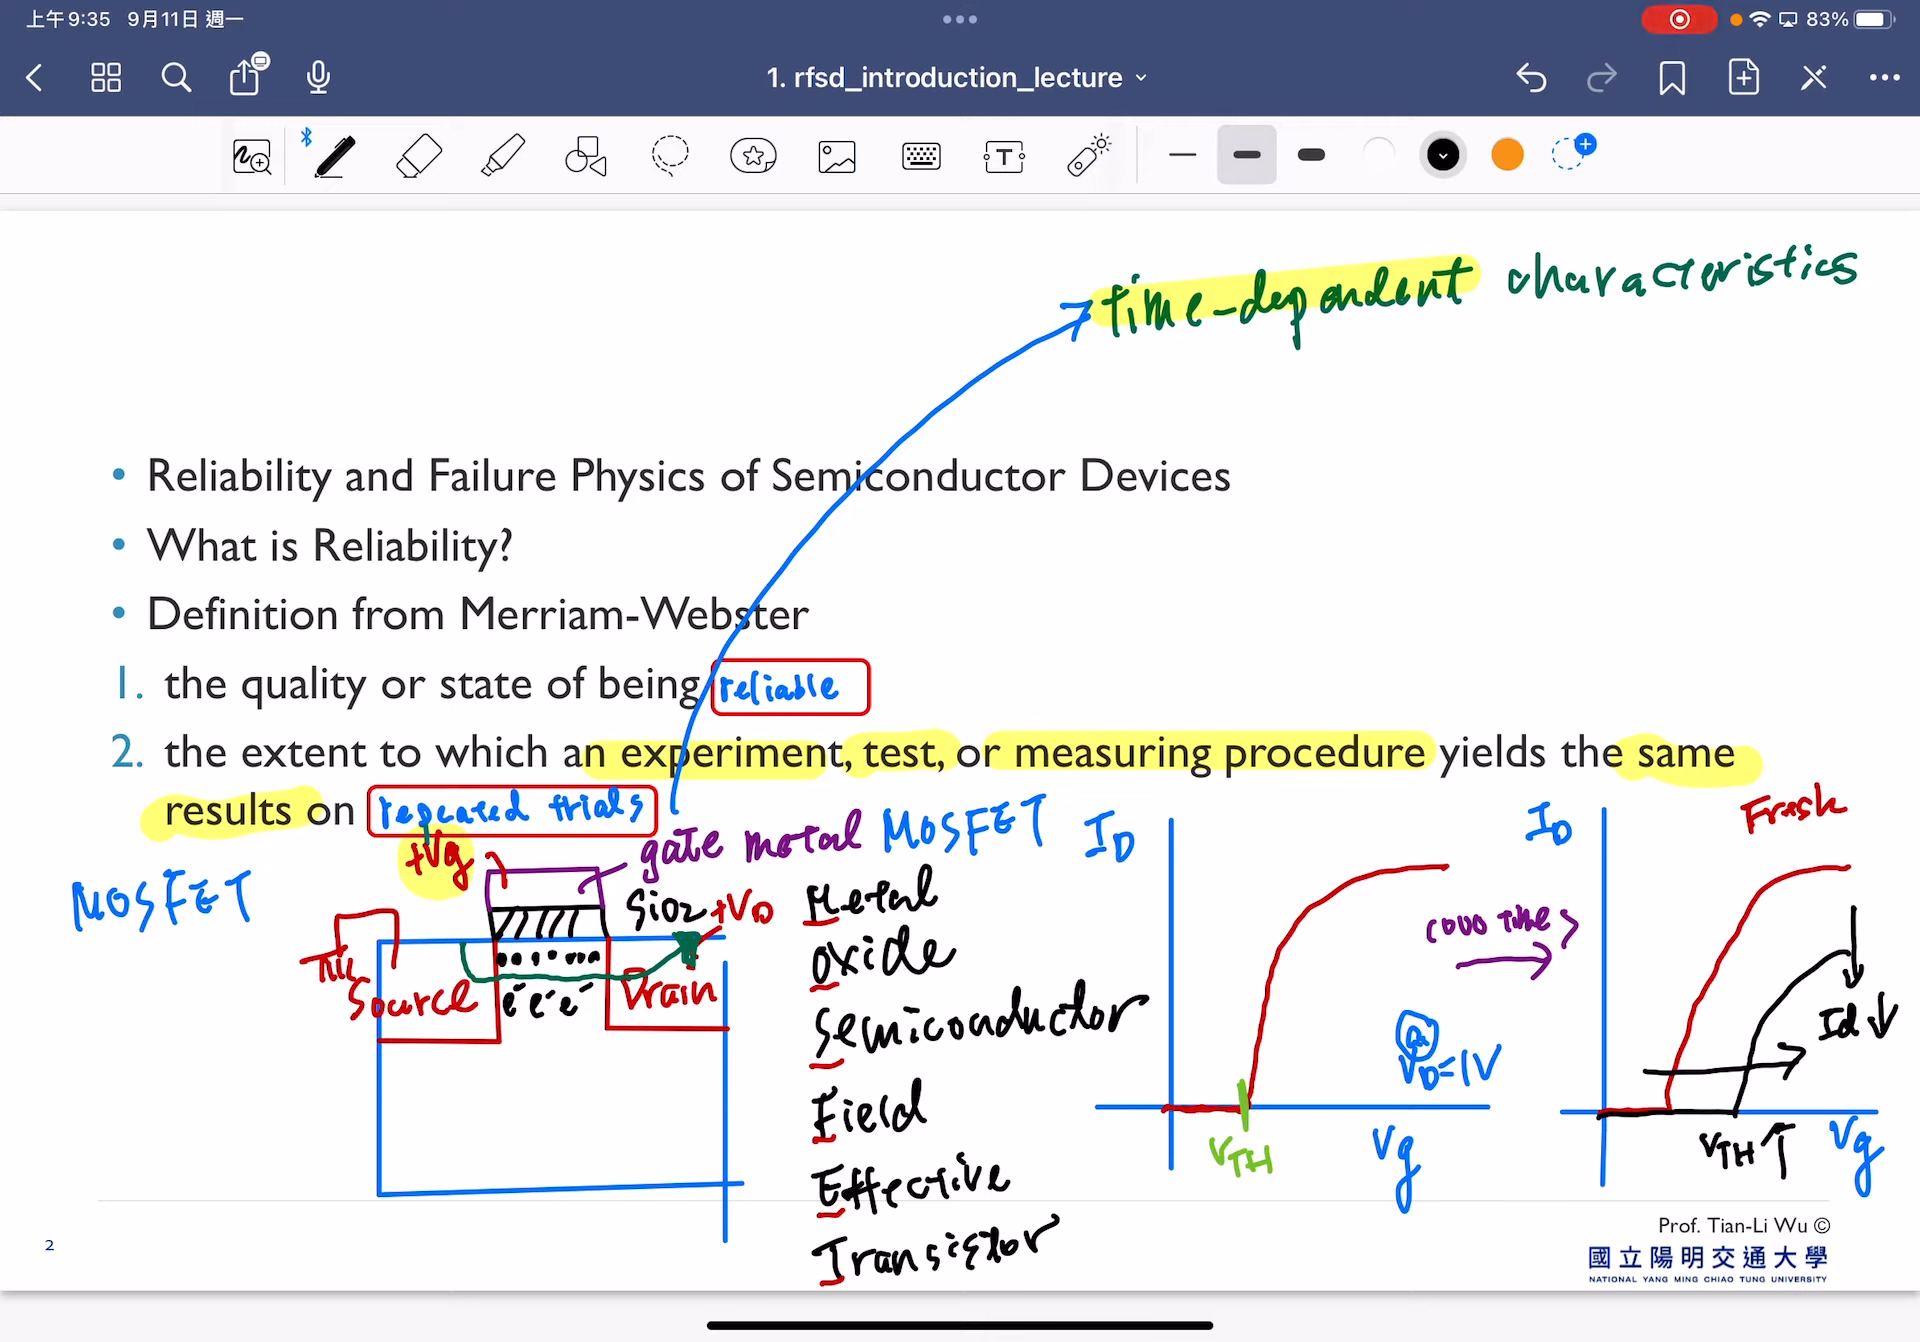 上午9:35 9月11日 週一
83%
1. rfsd_introduction_lecture
T
time-dependent characteristics
• Reliability and Failure Physics of Semiconductor Devices
• What is Reliability?
• Definition from Merriam-Webster
1. the quality or state of being reliable
2. the extent to which an experiment, test, or measuring procedure yields the same
results on repeated trials
MOSFET
+Vg
gate metal
SiO2
+VD
Source
Drain
e- e- e-
MOSFET
Metal
Oxide
Semiconductor
Field
Effective
Transistor
ID
VTH
@
VD=1V
Vg
1000 times
ID
Fresh
Id↓
VTH↑
Vg
2
Prof. Tian-Li Wu ©
國立陽明交通大學
NATIONAL YANG MING CHIAO TUNG UNIVERSITY